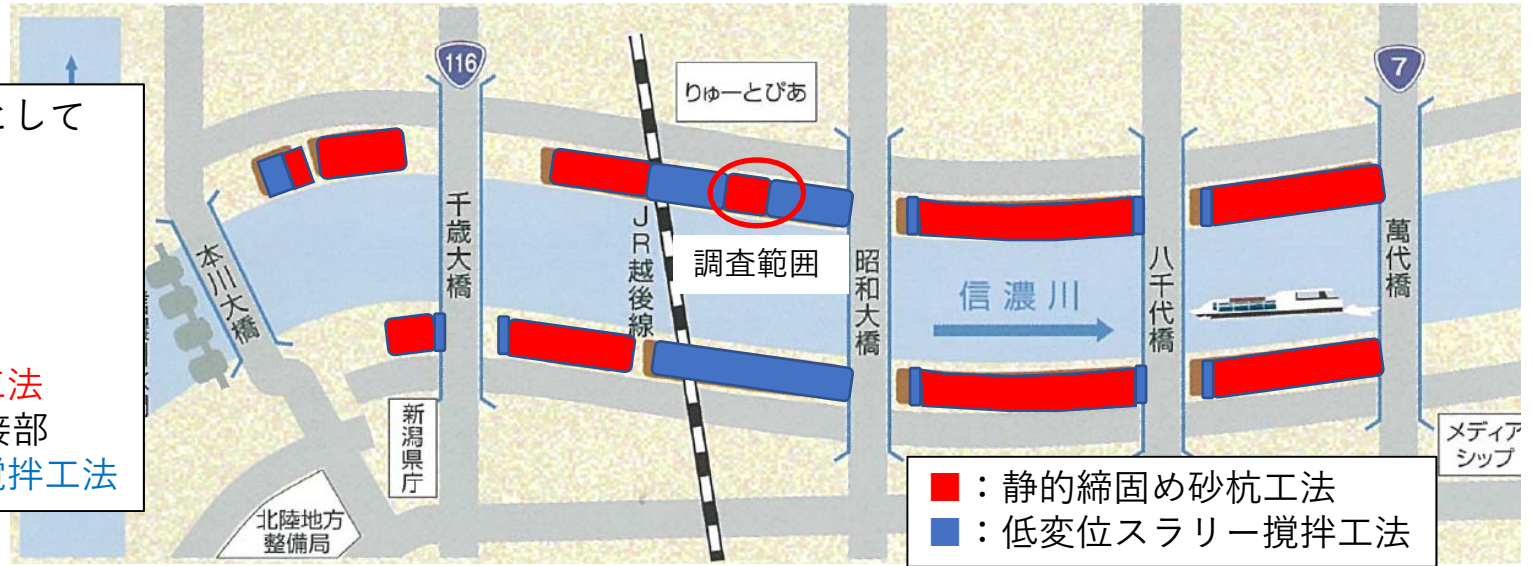 として
工法
接部
撹拌工法
116
7
りゅーとぴあ
調査範囲
本川大橋
千歳大橋
JR越後線
昭和大橋
信濃川
八千代橋
萬代橋
新潟県庁
北陸地方
整備局
メディア
シップ
■：静的締固め砂杭工法
■：低変位スラリー撹拌工法